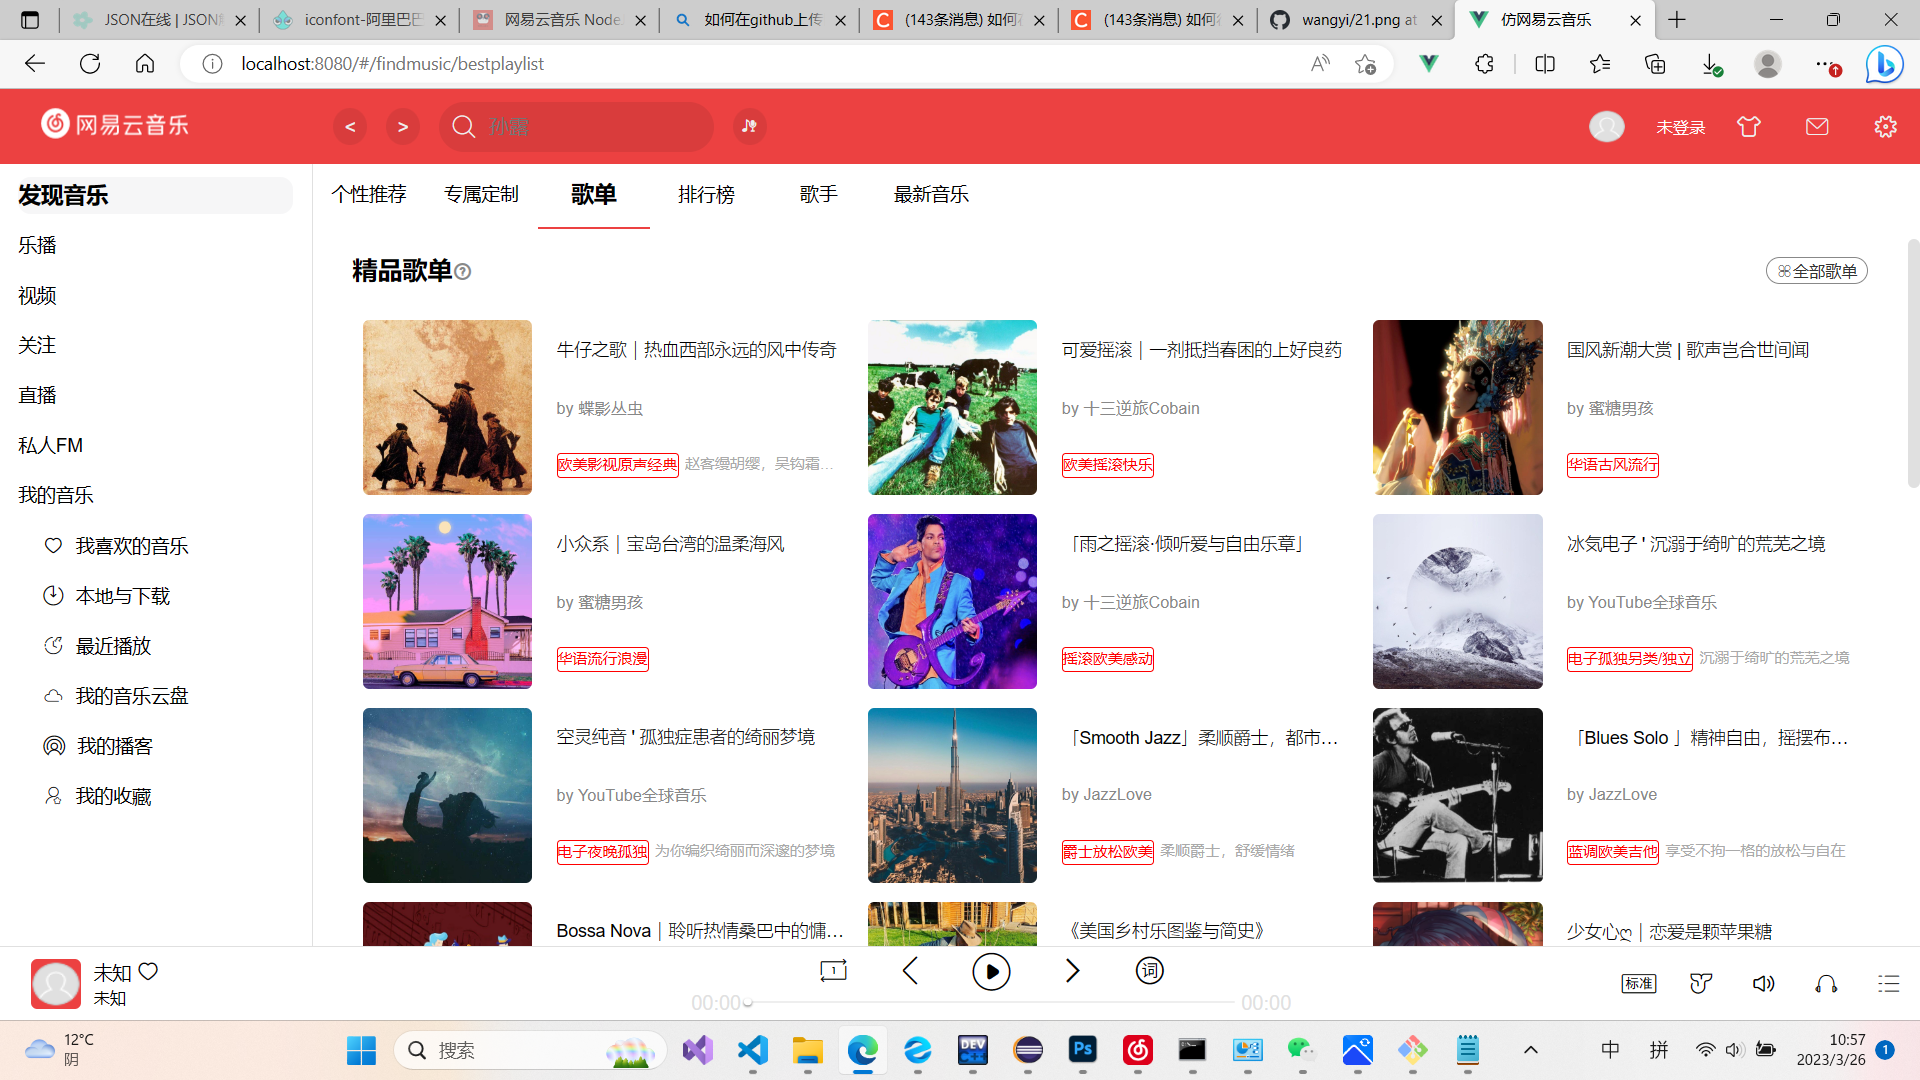 JSON在线 | JSON解
iconfont-阿里巴巴
网易云音乐 Node
如何在github上传
(143条消息) 如何在
(143条消息) 如何在
wangyi/21.png at
仿网易云音乐
localhost:8080/#/findmusic/bestplaylist
网易云音乐
<
>
孙露
未登录
发现音乐
乐播
视频
关注
直播
私人FM
我的音乐
我喜欢的音乐
本地与下载
最近播放
我的音乐云盘
我的播客
我的收藏
个性推荐 专属定制 歌单 排行榜 歌手 最新音乐
精品歌单
全部歌单
牛仔之歌｜热血西部永远的风中传奇
by 蝶影丛虫
欧美影视原声经典 赵客缦胡缨，吴钩霜...
可爱摇滚｜一剂抵挡春困的上好良药
by 十三逆旅Cobain
欧美摇滚快乐
国风新潮大赏 | 歌声岂合世间闻
by 蜜糖男孩
华语古风流行
小众系｜宝岛台湾的温柔海风
by 蜜糖男孩
华语流行浪漫
「雨之摇滚·倾听爱与自由乐章」
by 十三逆旅Cobain
摇滚欧美感动
冰气电子 ' 沉溺于绮旷的荒芜之境
by YouTube全球音乐
电子孤独另类/独立 沉溺于绮旷的荒芜之境
空灵纯音 ' 孤独症患者的绮丽梦境
by YouTube全球音乐
电子夜晚孤独 为你编织绮丽而深邃的梦境
「Smooth Jazz」柔顺爵士，都市...
by JazzLove
爵士放松欧美 柔顺爵士，舒缓情绪
「Blues Solo 」精神自由，摇摆布...
by JazzLove
蓝调欧美吉他 享受不拘一格的放松与自在
Bossa Nova｜聆听热情桑巴中的慵...
《美国乡村乐图鉴与简史》
少女心ღ｜恋爱是颗苹果糖
未知
未知
1
词
00:00
00:00
标准
12°C
阴
搜索
DEV
Ps
中
拼
10:57
2023/3/26
1